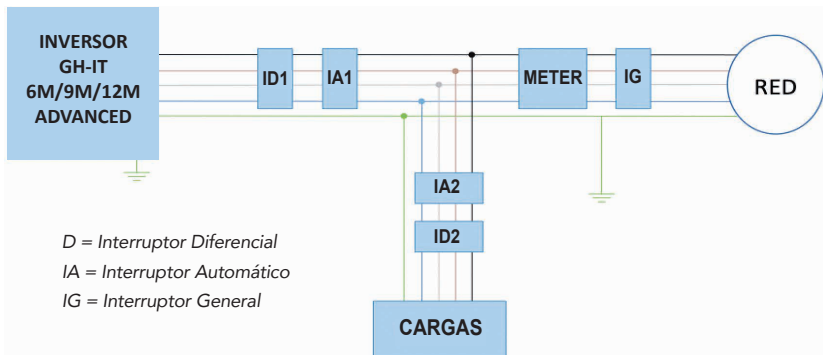 INVERSOR
GH-IT
6M/9M/12M
ADVANCED
ID1
IA1
METER
IG
RED
IA2
ID2
D = Interruptor Diferencial
IA = Interruptor Automático
IG = Interruptor General
CARGAS